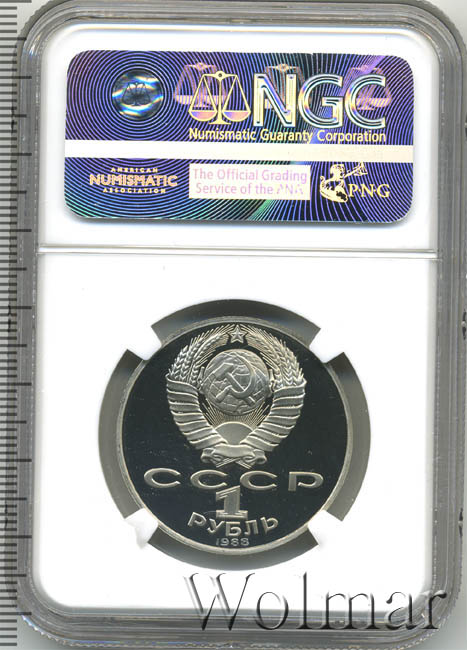 NGC
Numismatic Guaranty Corporation
AMERICAN
NUMISMATIC
ASSOCIATION
The Official Grading
Service of the ANA
PNG
СССР
1
РУБЛЬ
1988
Wolmar